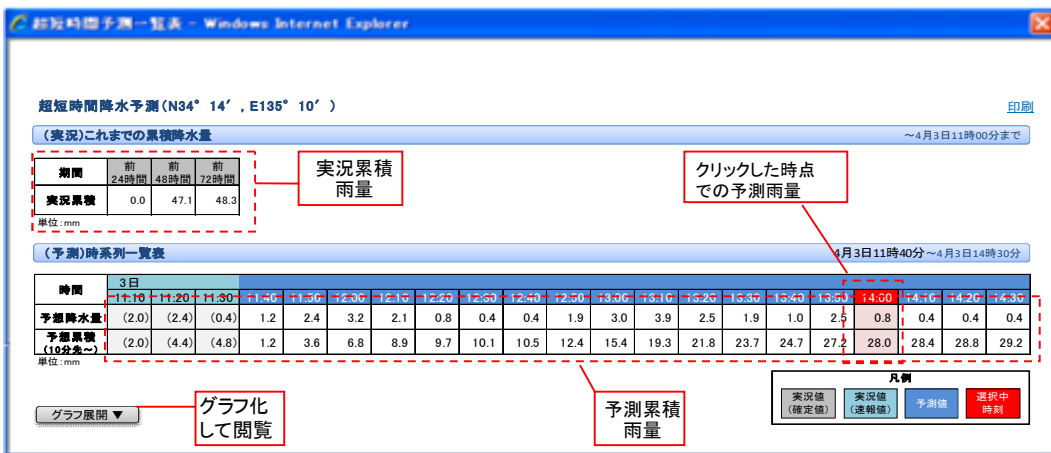 超短時間予測一覧表 - Windows Internet Explorer
超短時間降水予測(N34° 14′,E135° 10′)
印刷
(実況)これまでの累積降水量
～4月3日11時00分まで
期間 前24時間 前48時間 前72時間
実況累積 0.0 47.1 48.3
単位:mm
実況累積
雨量
クリックした時点
での予測雨量
(予測)時系列一覧表
4月3日11時40分～4月3日14時30分
時間 3日
11:10 11:20 11:30 11:40 11:50 12:00 12:10 12:20 12:30 12:40 12:50 13:00 13:10 13:20 13:30 13:40 13:50 14:00 14:10 14:20 14:30
予想降水量 (2.0) (2.4) (0.4) 1.2 2.4 3.2 2.1 0.8 0.4 0.4 1.9 3.0 3.9 2.5 1.9 1.0 2.5 0.8 0.4 0.4 0.4
予想累積
(10分先～) (2.0) (4.4) (4.8) 1.2 3.6 6.8 8.9 9.7 10.1 10.5 12.4 15.4 19.3 21.8 23.7 24.7 27.2 28.0 28.4 28.8 29.2
単位:mm
グラフ展開 ▼
グラフ化
して閲覧
予測累積
雨量
凡例
実況値
(確定値)
実況値
(速報値)
予測値
選択中
時刻